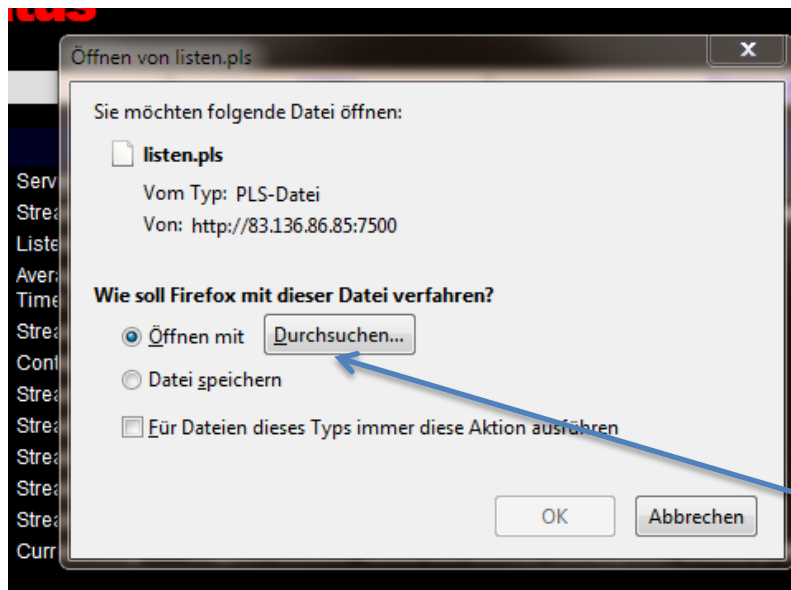 Öffnen von listen.pls
x
Sie möchten folgende Datei öffnen:
listen.pls
Vom Typ: PLS-Datei
Von: http://83.136.86.85:7500
Wie soll Firefox mit dieser Datei verfahren?
Öffnen mit Durchsuchen...
Datei speichern
Für Dateien dieses Typs immer diese Aktion ausführen
OK Abbrechen